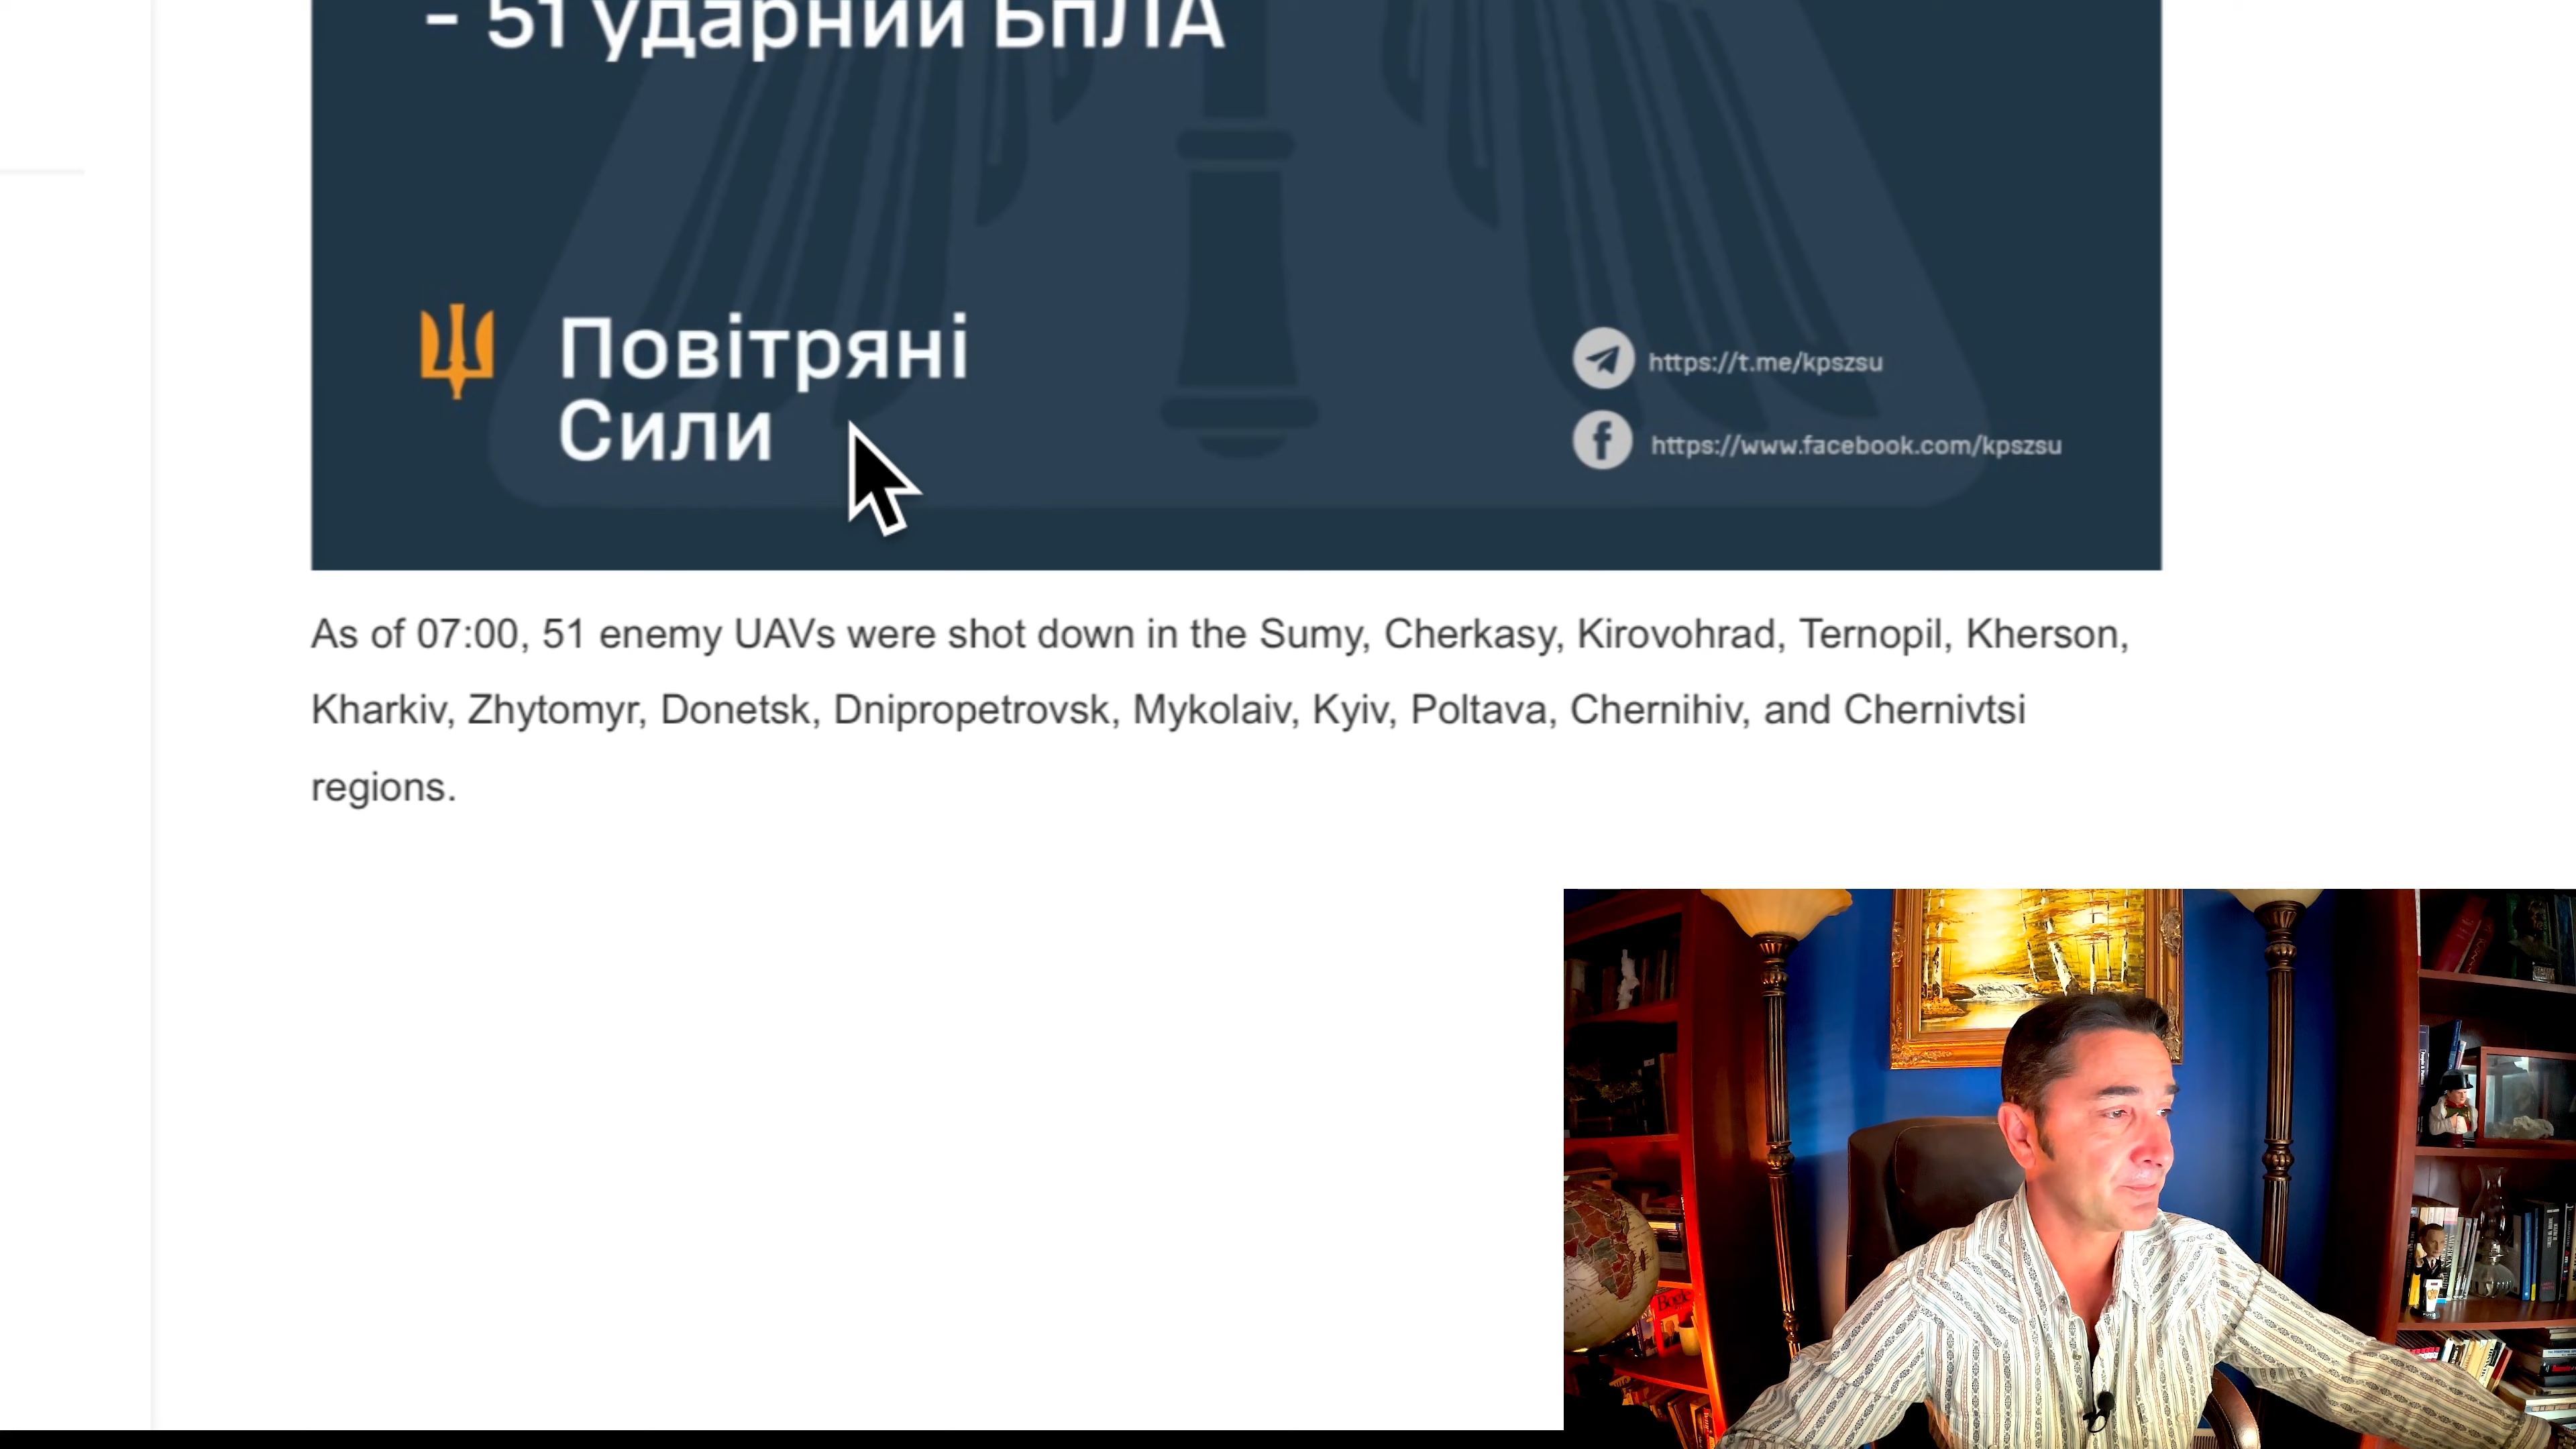 - 51 ударний БпЛА
Повітряні
Сили
https://t.me/kpszsu
https://www.facebook.com/kpszsu
As of 07:00, 51 enemy UAVs were shot down in the Sumy, Cherkasy, Kirovohrad, Ternopil, Kherson,
Kharkiv, Zhytomyr, Donetsk, Dnipropetrovsk, Mykolaiv, Kyiv, Poltava, Chernihiv, and Chernivtsi
regions.
Bogle